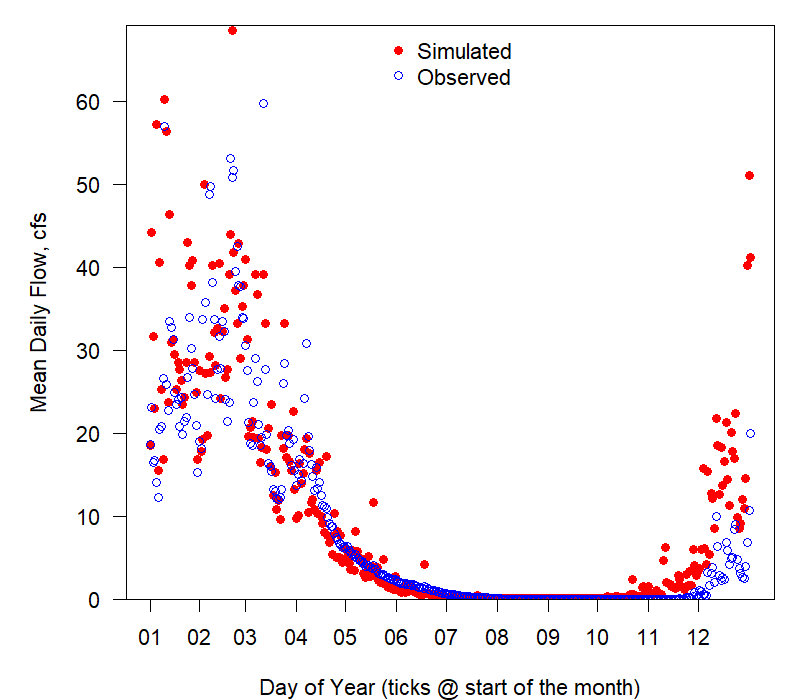 Simulated
Observed
Mean Daily Flow, cfs
60
50
40
30
20
10
0
01 02 03 04 05 06 07 08 09 10 11 12
Day of Year (ticks @ start of the month)